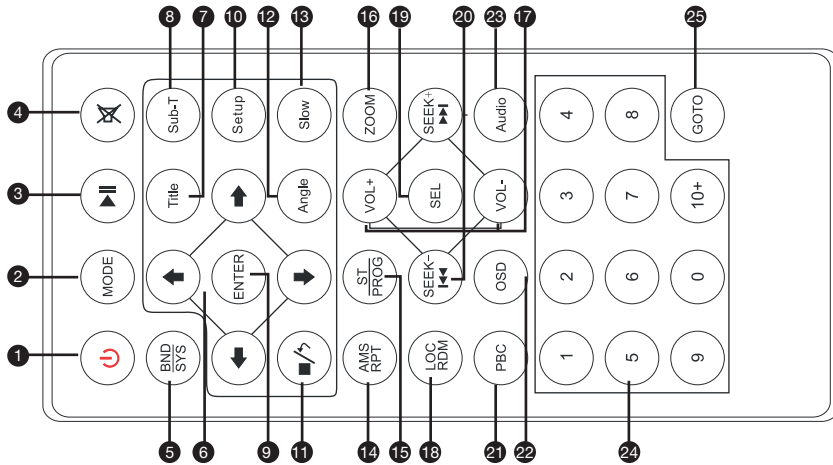 8 7 10 12 13 16 19 20 23 17 25
4
Sub-T
Setup
Slow
ZOOM
SEEK+
Audio
4
8
GOTO
3
Title
Angle
VOL+
SEL
VOL-
3
7
10+
2
MODE
ENTER
ST
PROG
SEEK-
OSD
2
6
0
1
BND
SYS
AMS
RPT
LOC
RDM
PBC
1
5
9
5 6 9 11 14 15 18 21 22 24